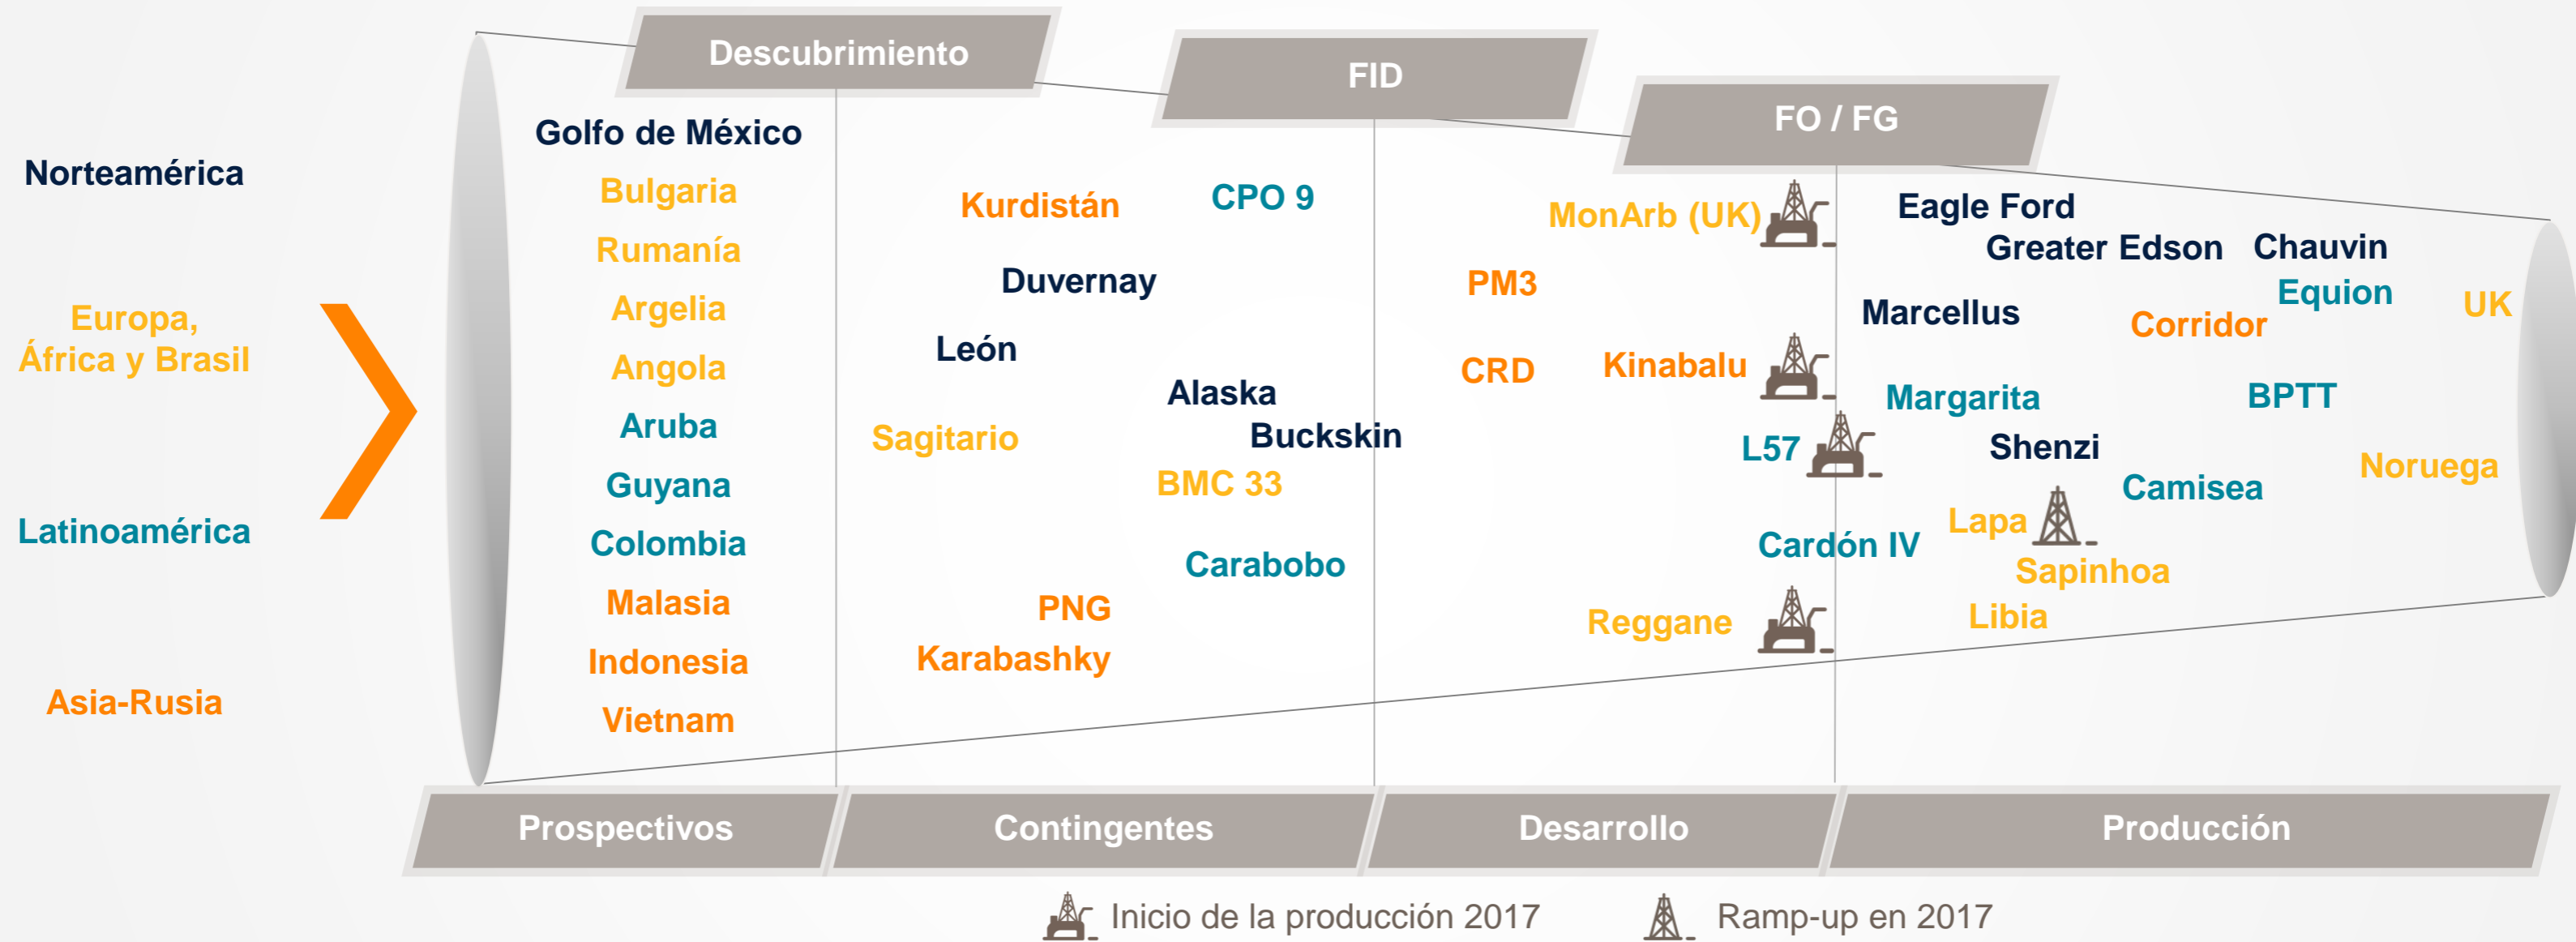 Descubrimiento
FID
FO / FG
Norteamérica
Europa,
África y Brasil
Latinoamérica
Asia-Rusia
Golfo de México
Bulgaria
Rumanía
Argelia
Angola
Aruba
Guyana
Colombia
Malasia
Indonesia
Vietnam
Kurdistán
CPO 9
Duvernay
León
Alaska
Buckskin
Sagitario
BMC 33
Carabobo
PNG
Karabashky
MonArb (UK)
PM3
CRD
Kinabalu
L57
Cardón IV
Reggane
Eagle Ford
Greater Edson
Chauvin
Equion
UK
Marcellus
Corridor
Margarita
BPTT
Shenzi
Noruega
Camisea
Lapa
Sapinhoa
Libia
Prospectivos
Contingentes
Desarrollo
Producción
Inicio de la producción 2017
Ramp-up en 2017